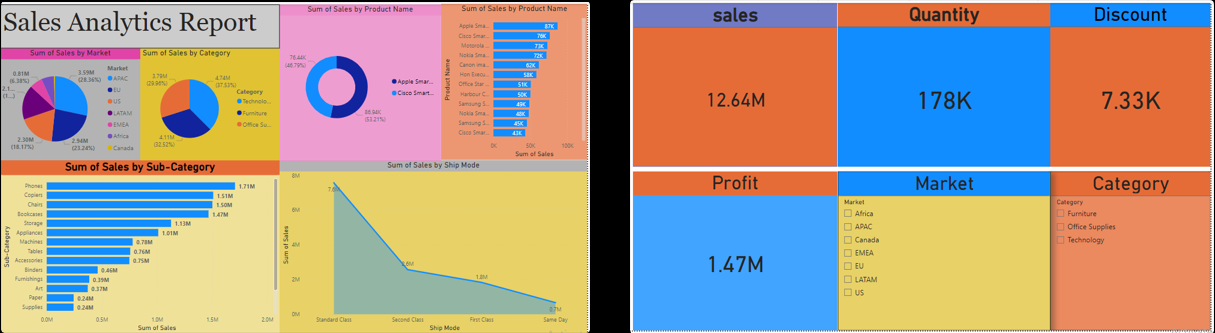 Sales Analytics Report
Sum of Sales by Market
3.59M
(28.36%)
2.94M
(23.24%)
2.30M
(18.17%)
2.1...
(1...)
0.81M
(6.38%)
Market
APAC
EU
US
LATAM
EMEA
Africa
Canada
Sum of Sales by Category
4.74M
(37.53%)
4.11M
(32.52%)
3.79M
(29.96%)
Category
Technolo...
Furniture
Office Su...
Sum of Sales by Product Name
(46.79%)
(53.21%)
Apple Smar...
Cisco Smart...
Sum of Sales by Product Name
Product Name
Apple Sma... 87K
Cisco Smar... 76K
Motorola ... 73K
Nokia Sma... 72K
Canon ima... 62K
Hon Execu... 58K
Office Star ... 51K
Harbour C... 50K
Samsung S... 49K
Nokia Sma... 48K
Samsung S... 45K
Cisco Smar... 43K
0K 50K 100K
Sum of Sales
Sum of Sales by Sub-Category
Sub-Category
Phones 1.71M
Copiers 1.51M
Chairs 1.50M
Bookcases 1.47M
Storage 1.13M
Appliances 1.01M
Machines 0.78M
Tables 0.76M
Accessories 0.75M
Binders 0.46M
Furnishings 0.39M
Art 0.37M
Paper 0.24M
Supplies 0.24M
0.0M 0.5M 1.0M 1.5M 2.0M
Sum of Sales
Sum of Sales by Ship Mode
Sum of Sales
8M
6M
4M
2M
0M
1.8M
0.7M
Standard Class Second Class First Class Same Day
Ship Mode
sales
12.64M
Quantity
178K
Discount
7.33K
Profit
1.47M
Market
Market
Africa
APAC
Canada
EMEA
EU
LATAM
US
Category
Category
Furniture
Office Supplies
Technology